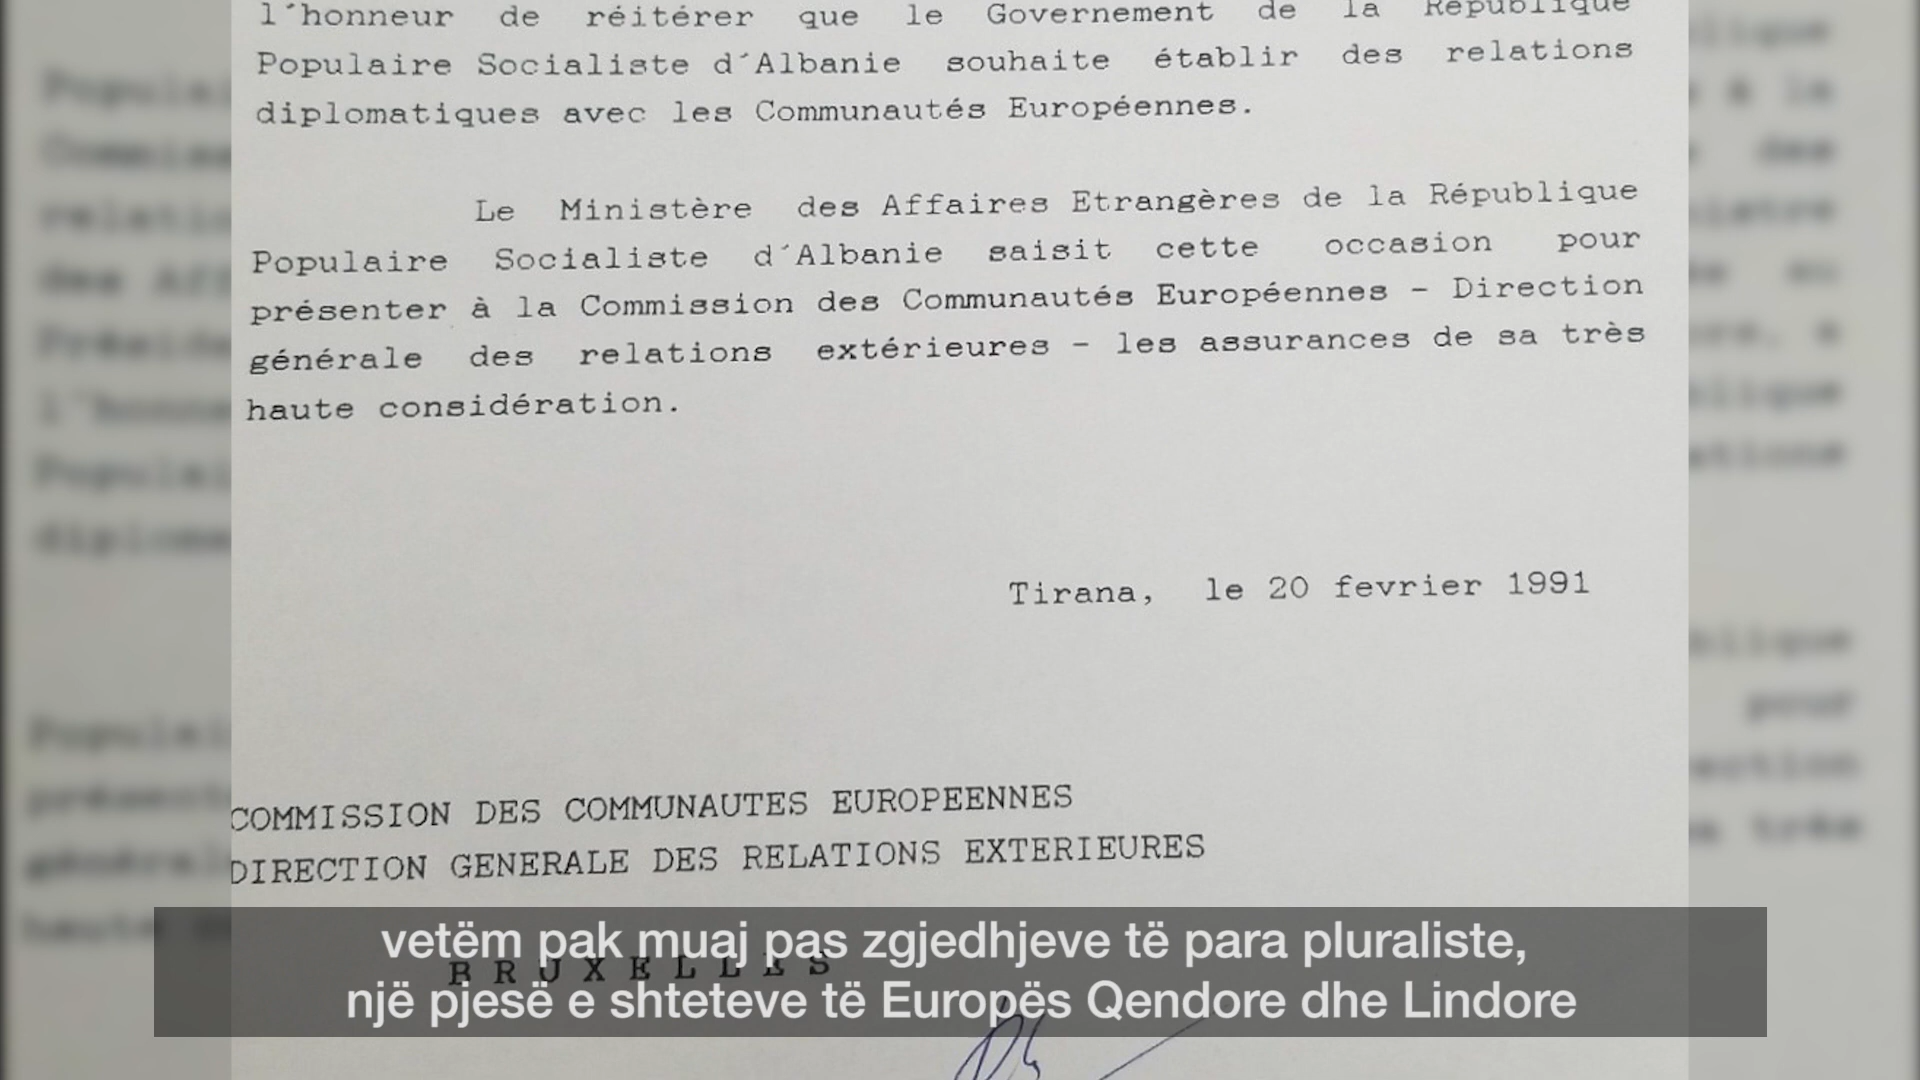 l´honneur de réitérer que le Governement de la République
Populaire Socialiste d´Albanie souhaite établir des relations
diplomatiques avec les Communautés Européennes.
Le Ministère des Affaires Etrangères de la République
Populaire Socialiste d´Albanie saisit cette occasion pour
présenter à la Commission des Communautés Européennes - Direction
générale des relations extérieures - les assurances de sa très
haute considération.
Tirana, le 20 fevrier 1991
COMMISSION DES COMMUNAUTES EUROPEENNES
DIRECTION GENERALE DES RELATIONS EXTERIEURES
BRUXELLES
vetëm pak muaj pas zgjedhjeve të para pluraliste,
një pjesë e shteteve të Europës Qendore dhe Lindore